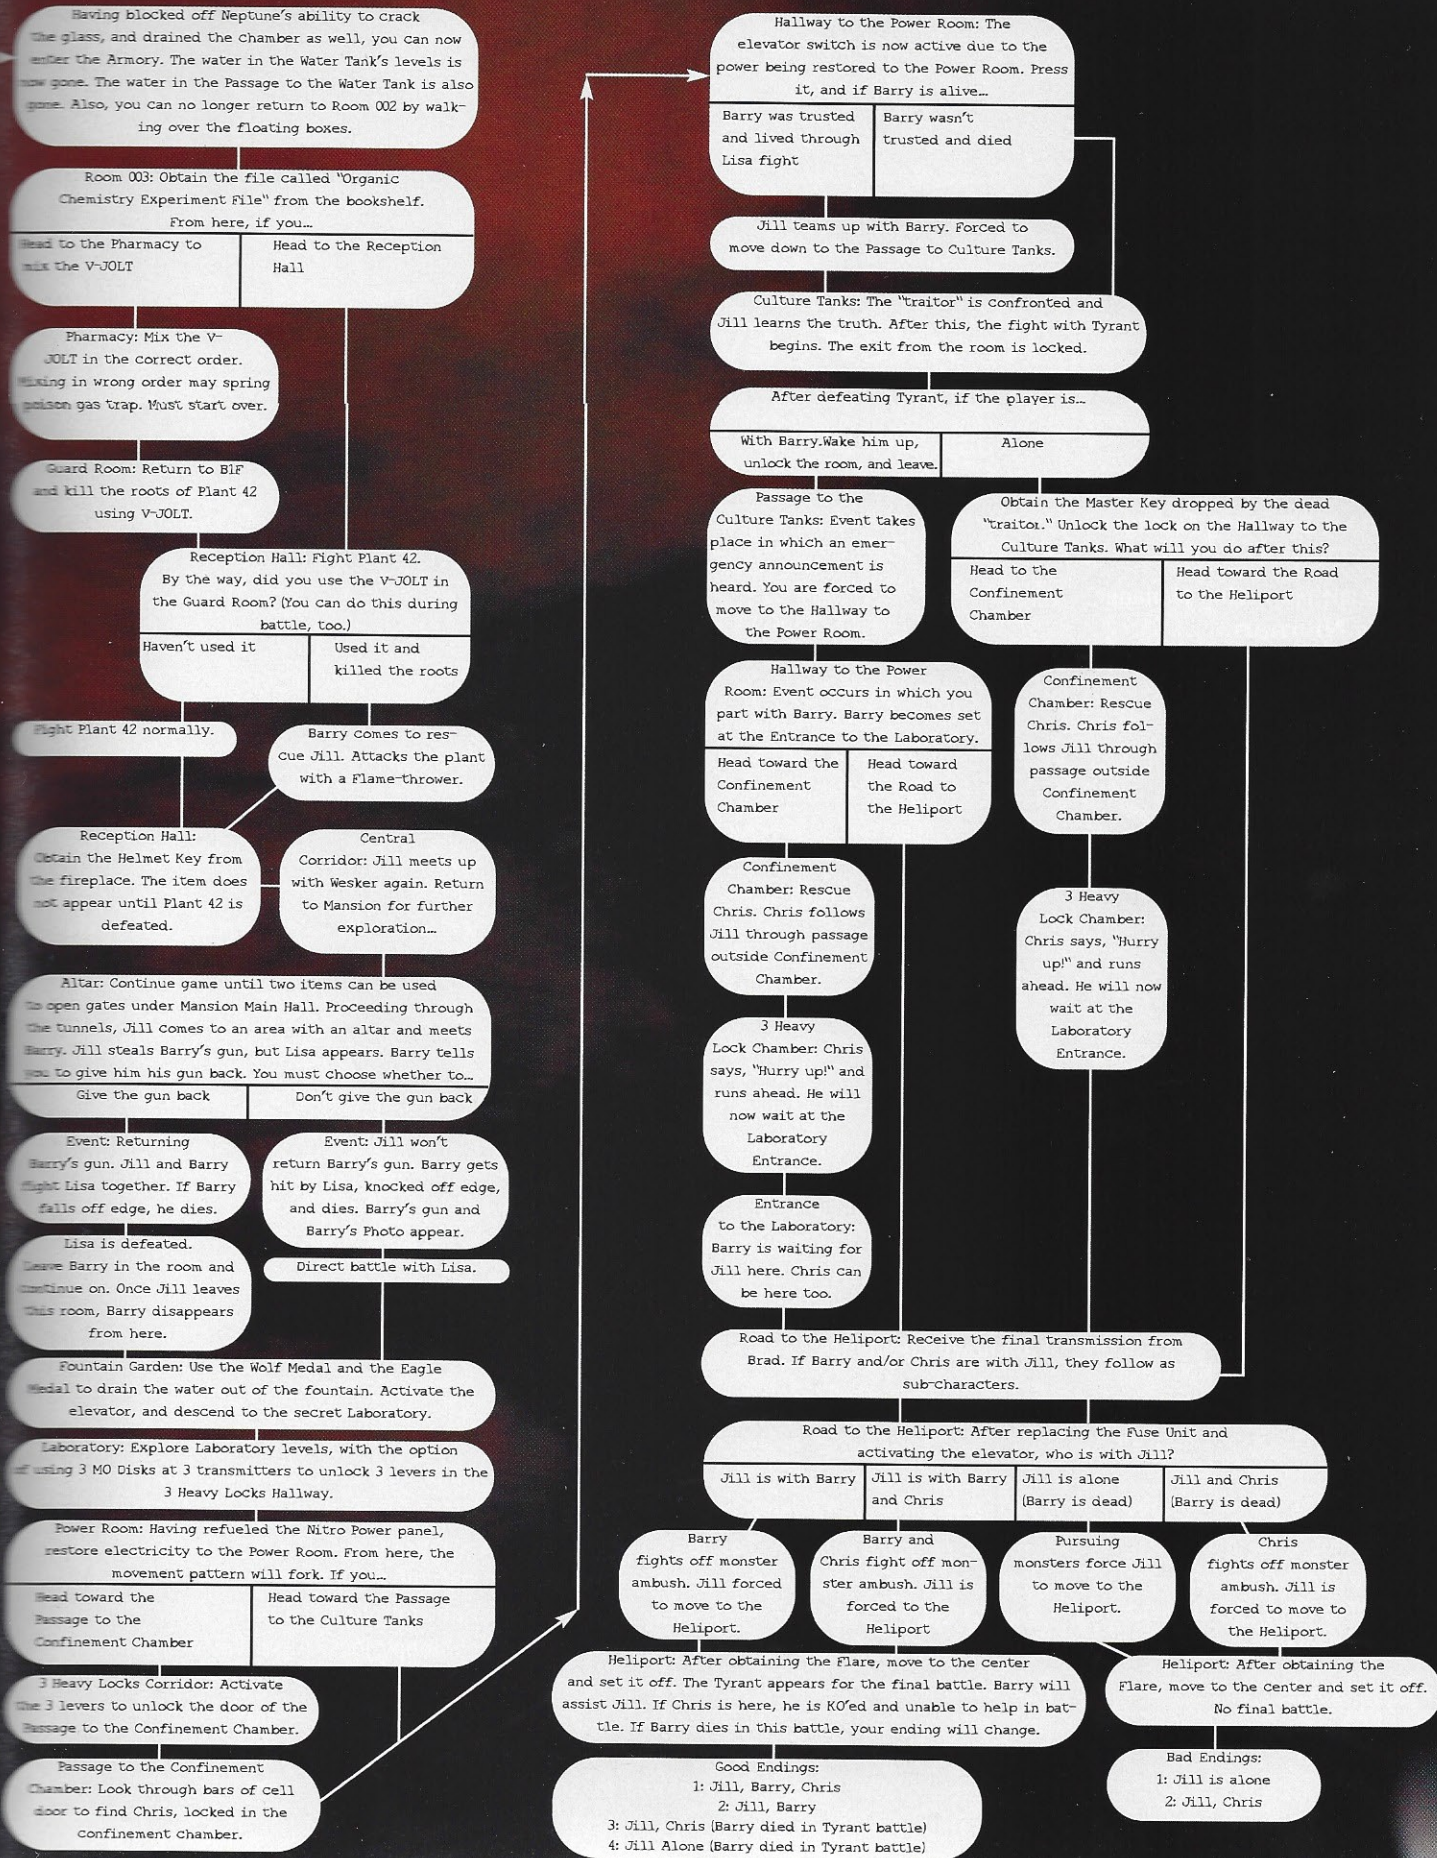 Having blocked off Neptune's ability to crack
the glass, and drained the chamber as well, you can now
enter the Armory. The water in the Water Tank's levels is
now gone. The water in the Passage to the Water Tank is also
gone. Also, you can no longer return to Room 002 by walk-
ing over the floating boxes.
Room 003: Obtain the file called "Organic
Chemistry Experiment File" from the bookshelf.
From here, if you...
Head to the Pharmacy to
mix the V-JOLT
Head to the Reception
Hall
Pharmacy: Mix the V-
JOLT in the correct order.
Mixing in wrong order may spring
poison gas trap. Must start over.
Guard Room: Return to B1F
and kill the roots of Plant 42
using V-JOLT.
Reception Hall: Fight Plant 42.
By the way, did you use the V-JOLT in
the Guard Room? (You can do this during
battle, too.)
Haven't used it
Used it and
killed the roots
Fight Plant 42 normally.
Barry comes to res-
cue Jill. Attacks the plant
with a Flame-thrower.
Reception Hall:
Obtain the Helmet Key from
the fireplace. The item does
not appear until Plant 42 is
defeated.
Central
Corridor: Jill meets up
with Wesker again. Return
to Mansion for further
exploration...
Altar: Continue game until two items can be used
to open gates under Mansion Main Hall. Proceeding through
the tunnels, Jill comes to an area with an altar and meets
Barry. Jill steals Barry's gun, but Lisa appears. Barry tells
you to give him his gun back. You must choose whether to...
Give the gun back
Don't give the gun back
Event: Returning
Barry's gun. Jill and Barry
fight Lisa together. If Barry
falls off edge, he dies.
Event: Jill won't
return Barry's gun. Barry gets
hit by Lisa, knocked off edge,
and dies. Barry's gun and
Barry's Photo appear.
Lisa is defeated.
Leave Barry in the room and
continue on. Once Jill leaves
this room, Barry disappears
from here.
Direct battle with Lisa.
Fountain Garden: Use the Wolf Medal and the Eagle
Medal to drain the water out of the fountain. Activate the
elevator, and descend to the secret Laboratory.
Laboratory: Explore Laboratory levels, with the option
of using 3 MO Disks at 3 transmitters to unlock 3 levers in the
3 Heavy Locks Hallway.
Power Room: Having refueled the Nitro Power panel,
restore electricity to the Power Room. From here, the
movement pattern will fork. If you...
Head toward the
Passage to the
Confinement Chamber
Head toward the Passage
to the Culture Tanks
3 Heavy Locks Corridor: Activate
the 3 levers to unlock the door of the
Passage to the Confinement Chamber.
Passage to the Confinement
Chamber: Look through bars of cell
door to find Chris, locked in the
confinement chamber.
Hallway to the Power Room: The
elevator switch is now active due to the
power being restored to the Power Room. Press
it, and if Barry is alive...
Barry was trusted
and lived through
Lisa fight
Barry wasn't
trusted and died
Jill teams up with Barry. Forced to
move down to the Passage to Culture Tanks.
Culture Tanks: The "traitor" is confronted and
Jill learns the truth. After this, the fight with Tyrant
begins. The exit from the room is locked.
After defeating Tyrant, if the player is...
With Barry.Wake him up,
unlock the room, and leave.
Alone
Passage to the
Culture Tanks: Event takes
place in which an emer-
gency announcement is
heard. You are forced to
move to the Hallway to
the Power Room.
Obtain the Master Key dropped by the dead
"traitor." Unlock the lock on the Hallway to the
Culture Tanks. What will you do after this?
Head to the
Confinement
Chamber
Head toward the Road
to the Heliport
Hallway to the Power
Room: Event occurs in which you
part with Barry. Barry becomes set
at the Entrance to the Laboratory.
Head toward the
Confinement
Chamber
Head toward
the Road to
the Heliport
Confinement
Chamber: Rescue
Chris. Chris fol-
lows Jill through
passage outside
Confinement
Chamber.
Confinement
Chamber: Rescue
Chris. Chris follows
Jill through passage
outside Confinement
Chamber.
3 Heavy
Lock Chamber:
Chris says, "Hurry
up!" and runs
ahead. He will now
wait at the
Laboratory
Entrance.
3 Heavy
Lock Chamber: Chris
says, "Hurry up!" and
runs ahead. He will
now wait at the
Laboratory
Entrance.
Entrance
to the Laboratory:
Barry is waiting for
Jill here. Chris can
be here too.
Road to the Heliport: Receive the final transmission from
Brad. If Barry and/or Chris are with Jill, they follow as
sub-characters.
Road to the Heliport: After replacing the Fuse Unit and
activating the elevator, who is with Jill?
Jill is with Barry
Jill is with Barry
and Chris
Jill is alone
(Barry is dead)
Jill and Chris
(Barry is dead)
Barry
fights off monster
ambush. Jill forced
to move to the
Heliport.
Barry and
Chris fight off mon-
ster ambush. Jill is
forced to the
Heliport
Pursuing
monsters force Jill
to move to the
Heliport.
Chris
fights off monster
ambush. Jill is
forced to move to
the Heliport.
Heliport: After obtaining the Flare, move to the center
and set it off. The Tyrant appears for the final battle. Barry will
assist Jill. If Chris is here, he is KO'ed and unable to help in bat-
tle. If Barry dies in this battle, your ending will change.
Heliport: After obtaining the
Flare, move to the center and set it off.
No final battle.
Good Endings:
1: Jill, Barry, Chris
2: Jill, Barry
3: Jill, Chris (Barry died in Tyrant battle)
4: Jill Alone (Barry died in Tyrant battle)
Bad Endings:
1: Jill is alone
2: Jill, Chris